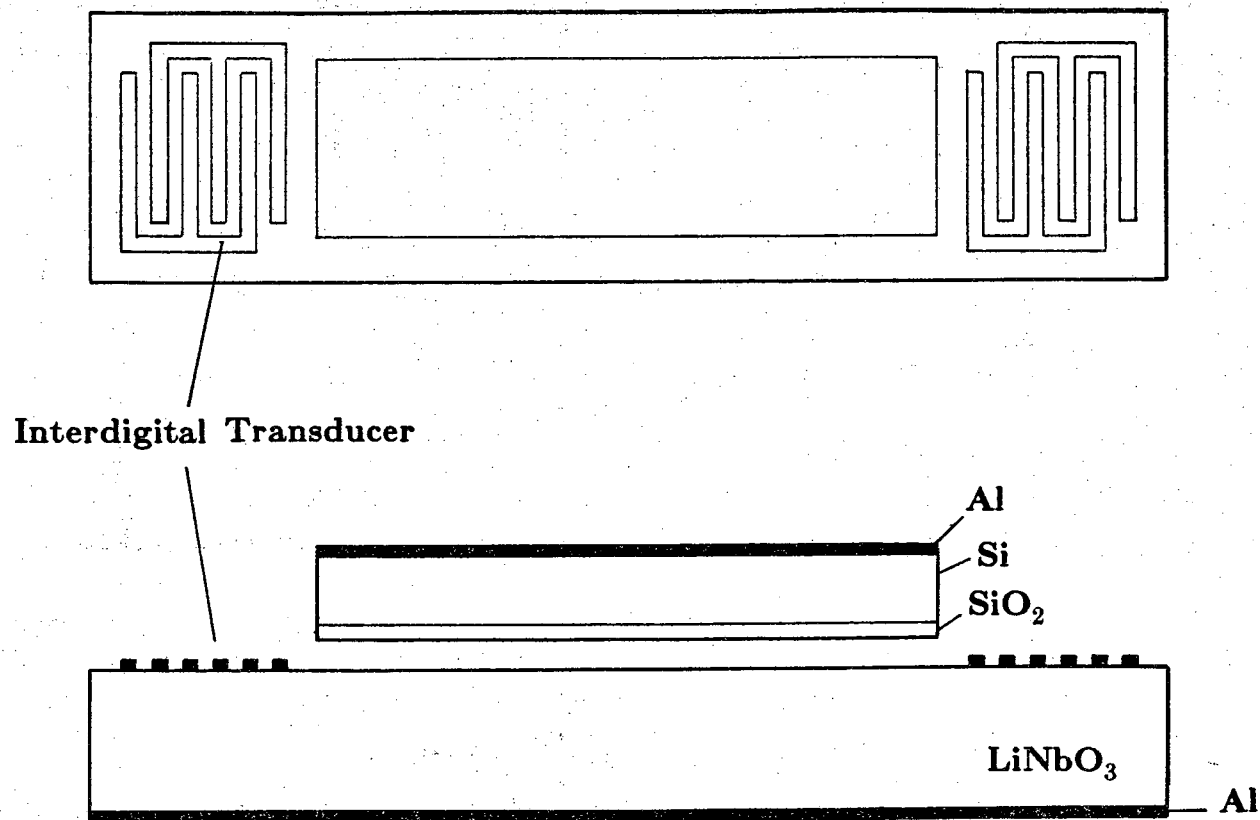 Interdigital Transducer
Al
Si
SiO₂
LiNbO₃
Al